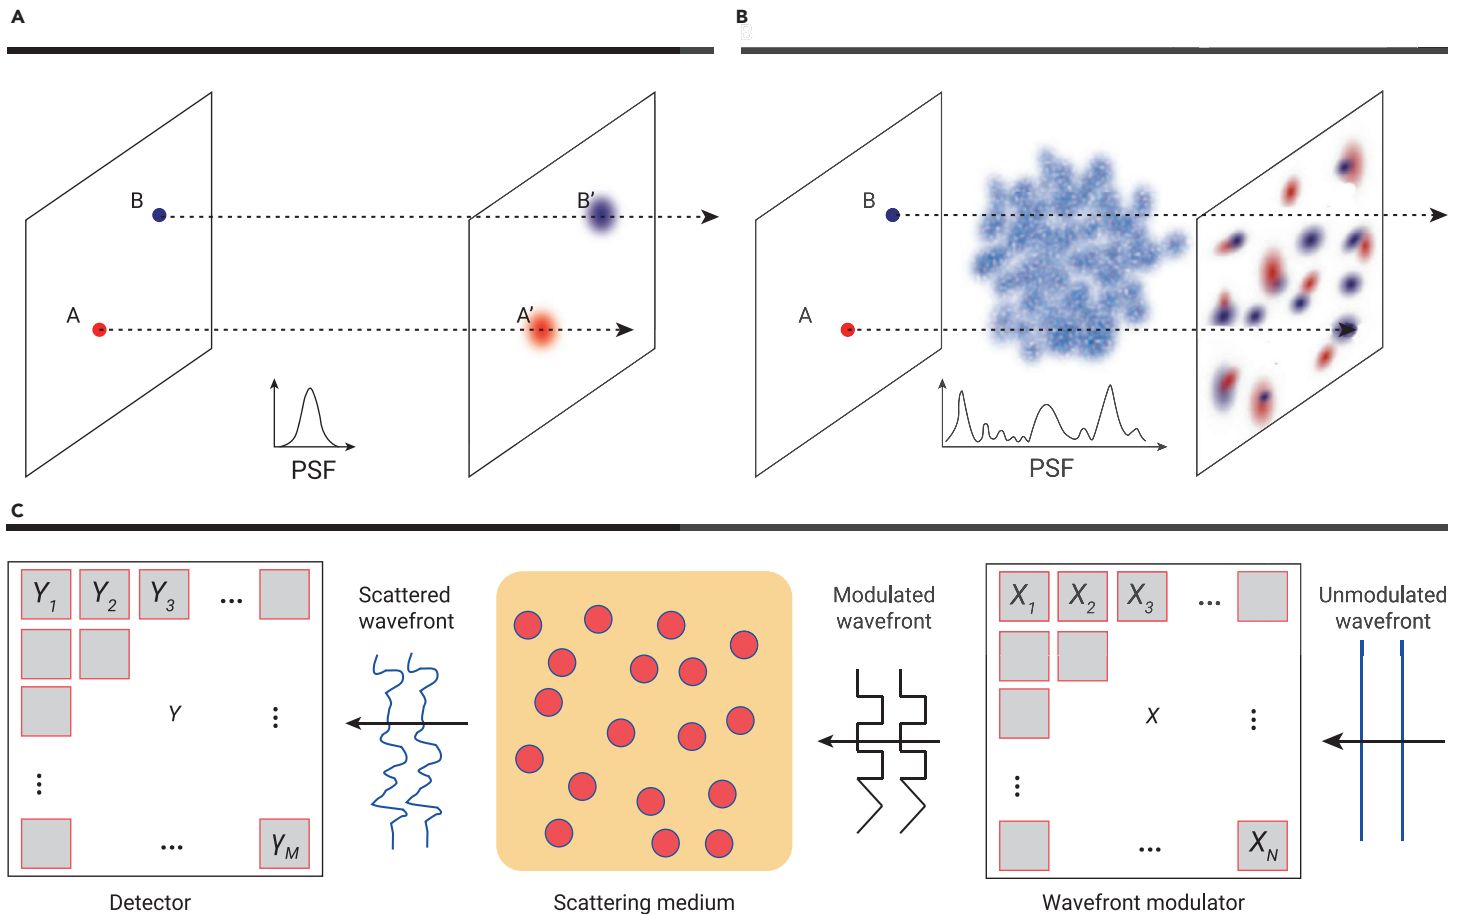 A
B
B
B’
A
A’
PSF
B
A
PSF
C
Y1 Y2 Y3 ...
Y
...
... YM
Detector
Scattered
wavefront
Scattering medium
Modulated
wavefront
X1 X2 X3 ...
X
...
... XN
Wavefront modulator
Unmodulated
wavefront